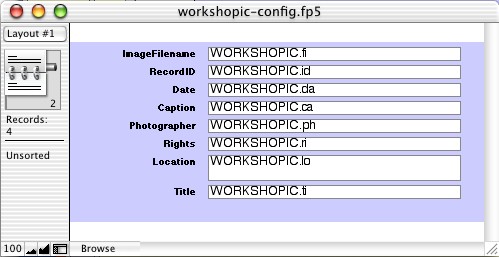 workshopic-config.fp5
Layout #1
2
Records:
4
Unsorted
ImageFilename WORKSHOPIC.fi
RecordID WORKSHOPIC.id
Date WORKSHOPIC.da
Caption WORKSHOPIC.ca
Photographer WORKSHOPIC.ph
Rights WORKSHOPIC.ri
Location WORKSHOPIC.lo
Title WORKSHOPIC.ti
100 Browse